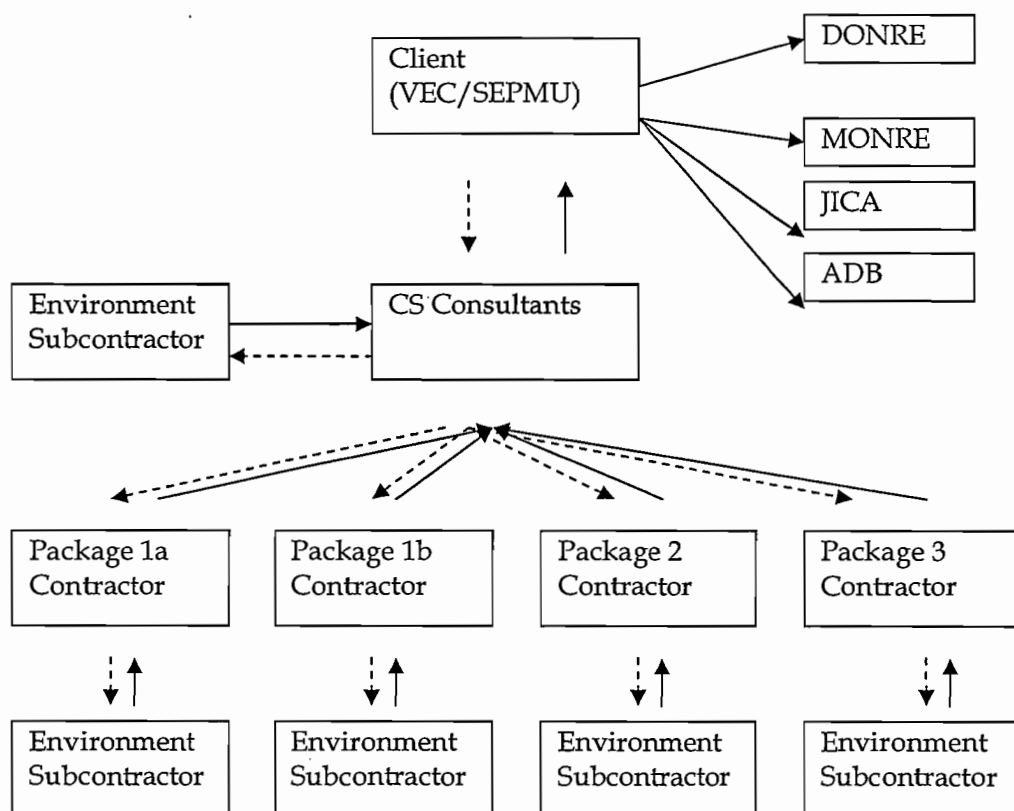 Client
(VEC/SEPMU)
DONRE
MONRE
JICA
ADB
Environment
Subcontractor
CS Consultants
Package 1a
Contractor
Package 1b
Contractor
Package 2
Contractor
Package 3
Contractor
Environment
Subcontractor
Environment
Subcontractor
Environment
Subcontractor
Environment
Subcontractor